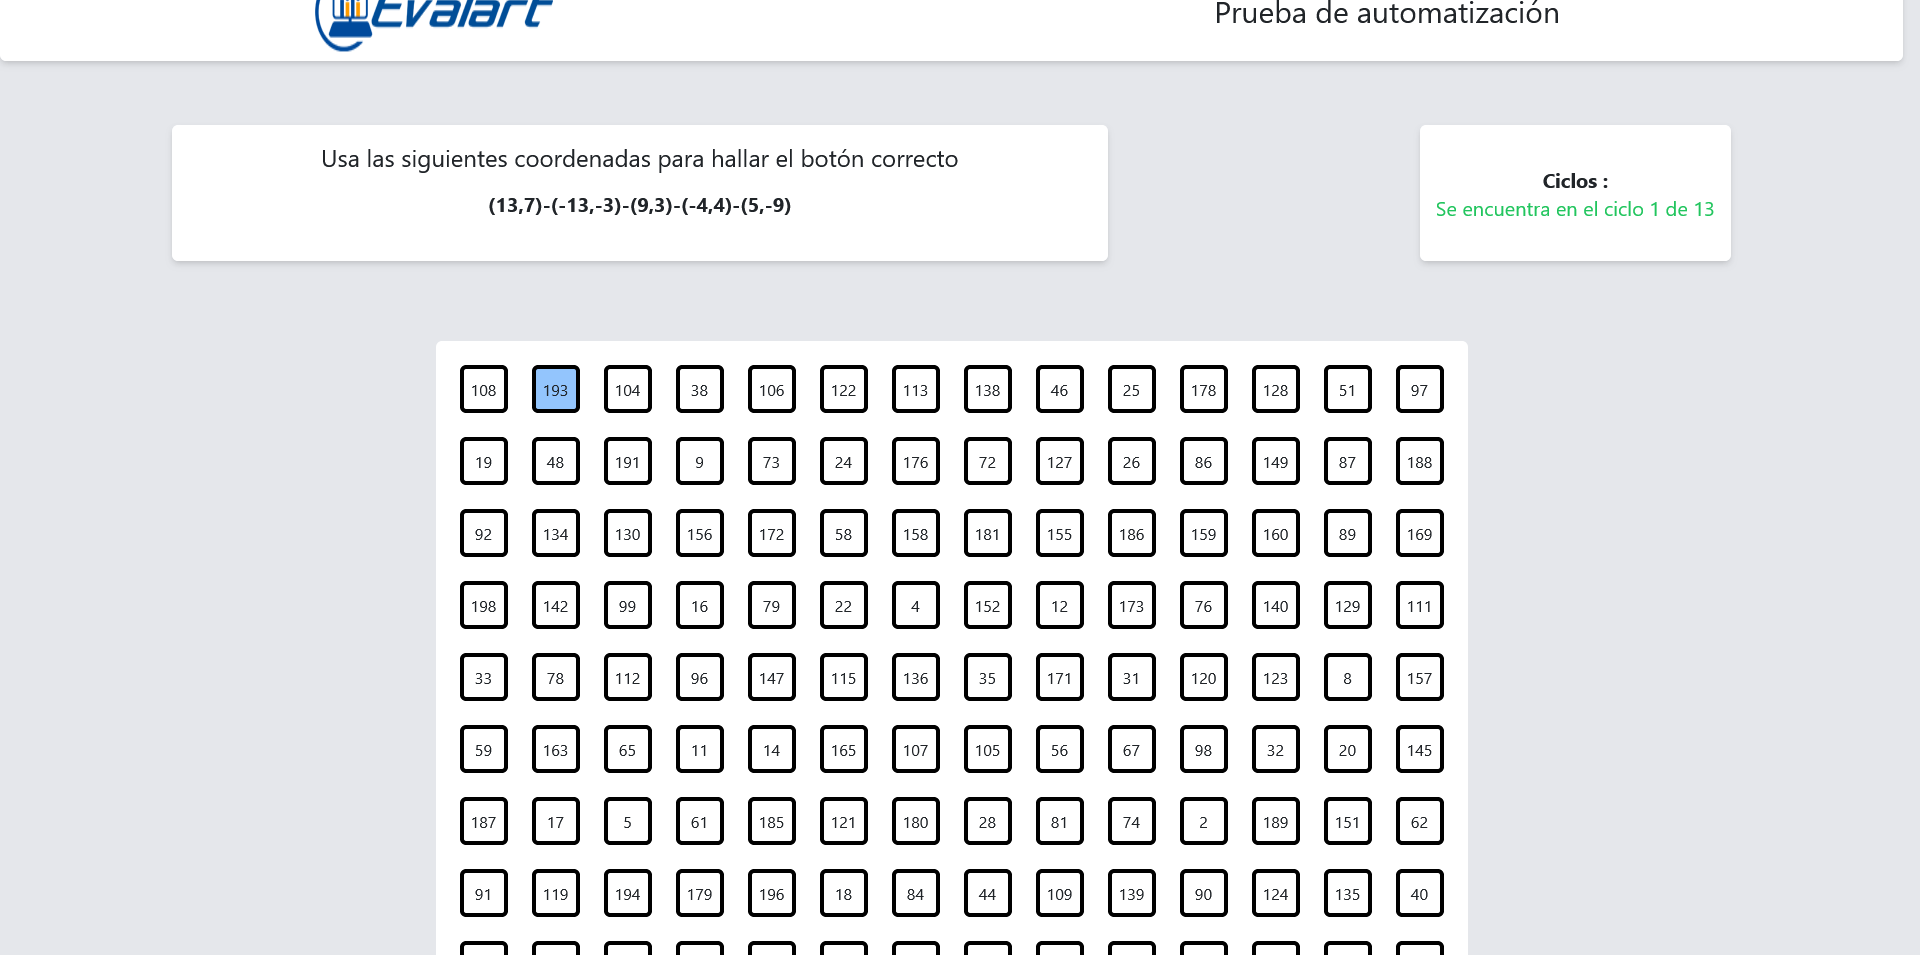 Evalart
Prueba de automatización
Usa las siguientes coordenadas para hallar el botón correcto
(13,7)-(-13,-3)-(9,3)-(-4,4)-(5,-9)
Ciclos :
Se encuentra en el ciclo 1 de 13
108 193 104 38 106 122 113 138 46 25 178 128 51 97
19 48 191 9 73 24 176 72 127 26 86 149 87 188
92 134 130 156 172 58 158 181 155 186 159 160 89 169
198 142 99 16 79 22 4 152 12 173 76 140 129 111
33 78 112 96 147 115 136 35 171 31 120 123 8 157
59 163 65 11 14 165 107 105 56 67 98 32 20 145
187 17 5 61 185 121 180 28 81 74 2 189 151 62
91 119 194 179 196 18 84 44 109 139 90 124 135 40